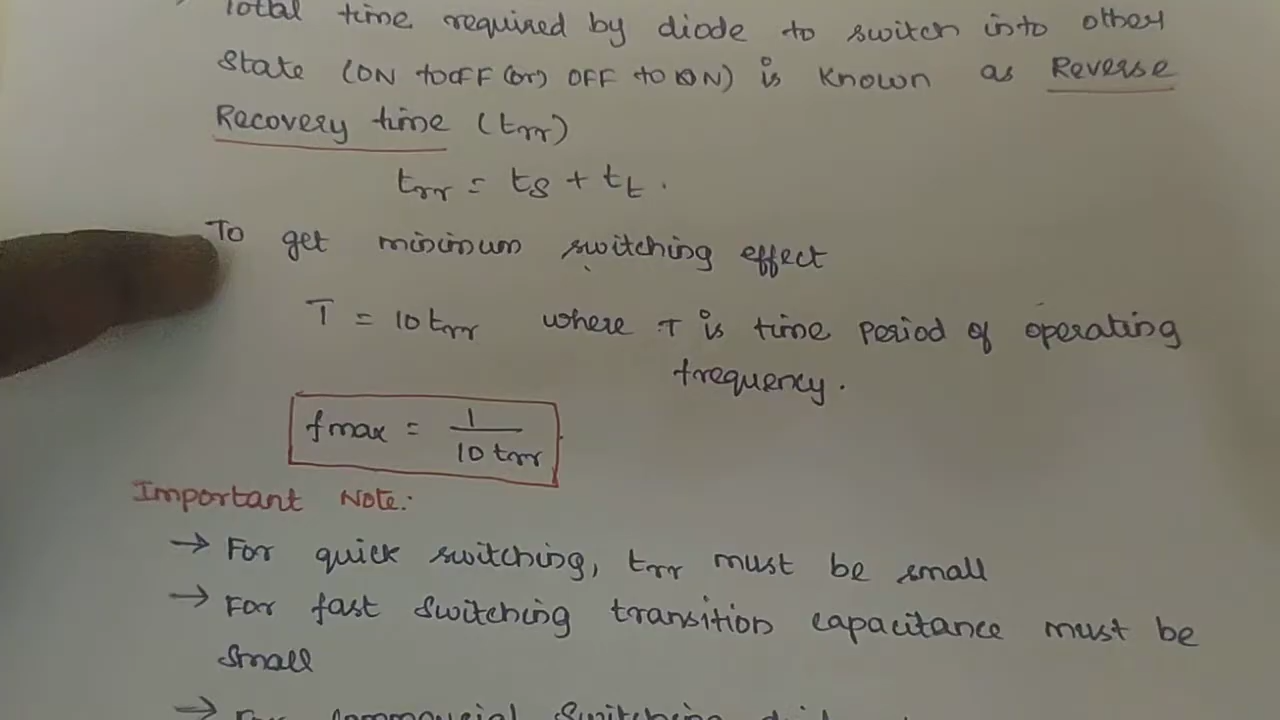 Total time required by diode to switch into other
State (ON to OFF (or) OFF to ON) is known as Reverse
Recovery time (trr)
trr = ts + tt.
To get minimum switching effect
T = 10 trr where T is time period of operating
frequency.
fmax = 1 / 10 trr
Important Note:
→ For quick switching, trr must be small
→ For fast switching transition capacitance must be
small
→ For commercial switching